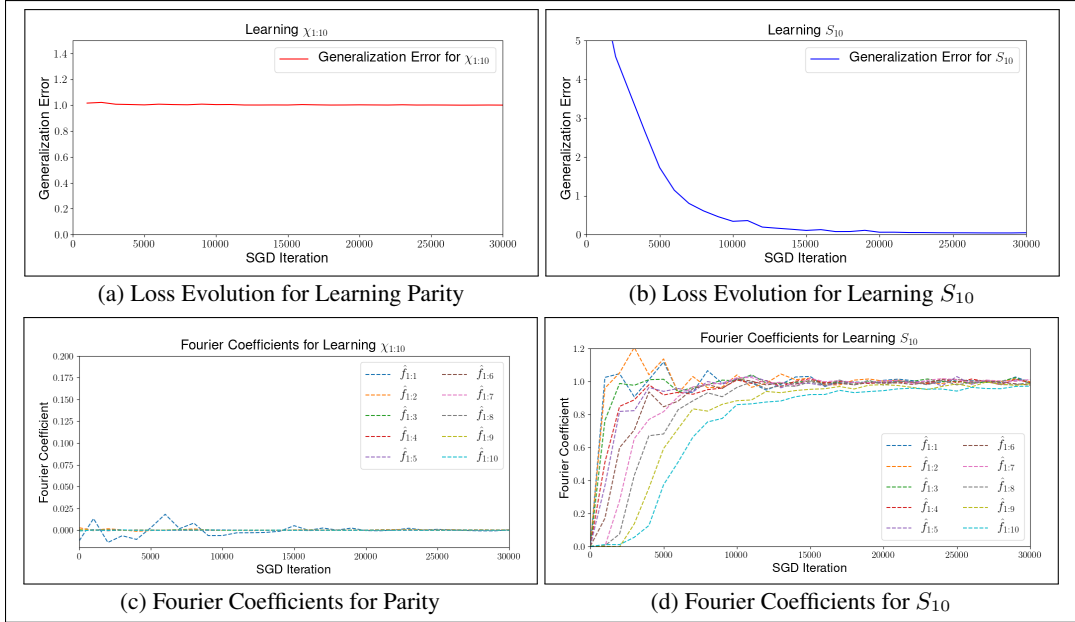 Learning χ1:10
Generalization Error for χ1:10
Generalization Error
1.4
1.2
1.0
0.8
0.6
0.4
0.2
0.0
0 5000 10000 15000 20000 25000 30000
SGD Iteration
(a) Loss Evolution for Learning Parity
Learning S10
Generalization Error for S10
Generalization Error
5
4
3
2
1
0
0 5000 10000 15000 20000 25000 30000
SGD Iteration
(b) Loss Evolution for Learning S10
Fourier Coefficients for Learning χ1:10
Fourier Coefficient
0.200
0.175
0.150
0.125
0.100
0.075
0.050
0.025
0.000
f̂1:1 f̂1:6
f̂1:2 f̂1:7
f̂1:3 f̂1:8
f̂1:4 f̂1:9
f̂1:5 f̂1:10
0 5000 10000 15000 20000 25000 30000
SGD Iteration
(c) Fourier Coefficients for Parity
Fourier Coefficients for Learning S10
Fourier Coefficient
1.2
1.0
0.8
0.6
0.4
0.2
0.0
f̂1:1 f̂1:6
f̂1:2 f̂1:7
f̂1:3 f̂1:8
f̂1:4 f̂1:9
f̂1:5 f̂1:10
0 5000 10000 15000 20000 25000 30000
SGD Iteration
(d) Fourier Coefficients for S10